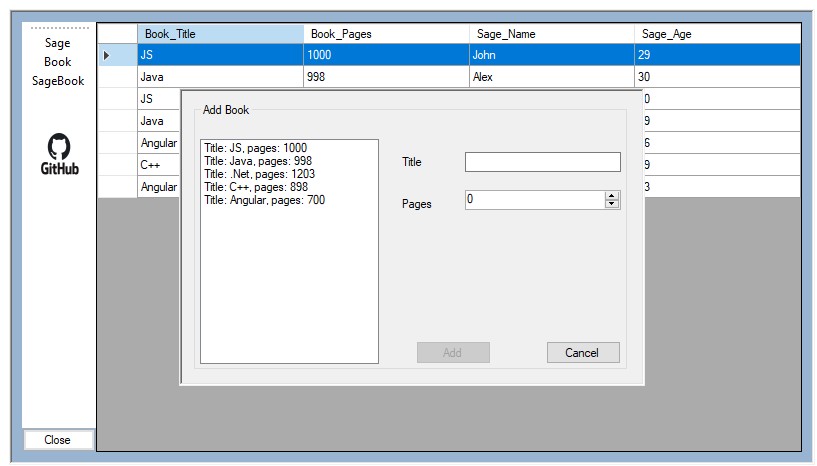 Sage
Book
SageBook
GitHub
Close
Book_Title Book_Pages Sage_Name Sage_Age
JS 1000 John 29
Java 998 Alex 30
JS 0
Java 9
Angular 6
C++ 9
Angular 3
Add Book
Title: JS, pages: 1000
Title: Java, pages: 998
Title: .Net, pages: 1203
Title: C++, pages: 898
Title: Angular, pages: 700
Title
Pages 0
Add Cancel